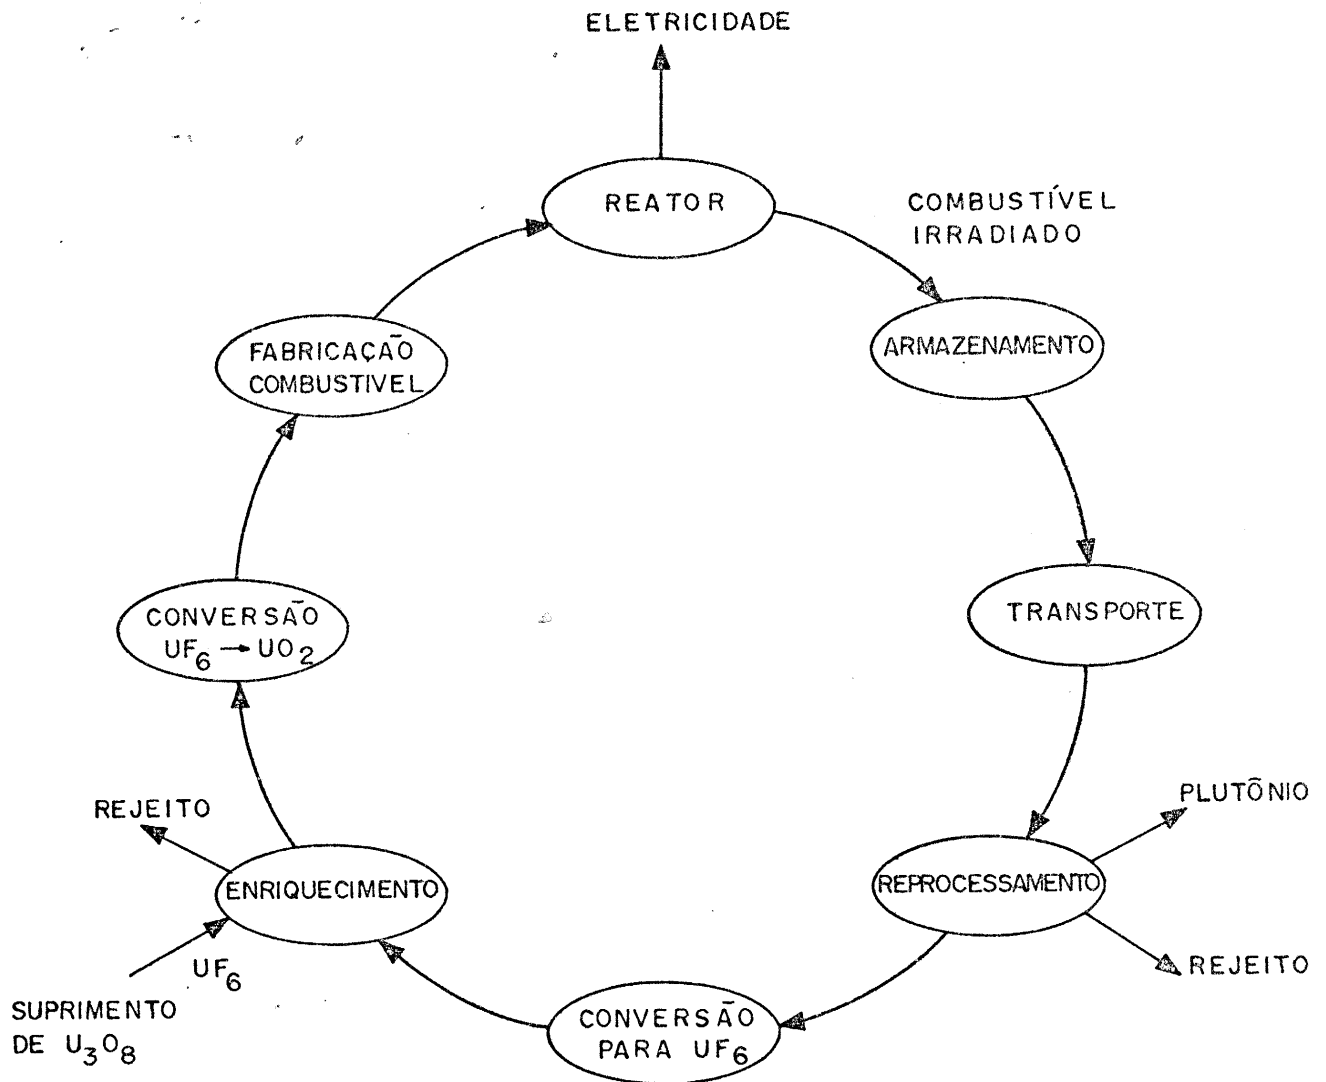 ELETRICIDADE
REATOR
COMBUSTÍVEL
IRRADIADO
ARMAZENAMENTO
FABRICAÇÃO
COMBUSTIVEL
CONVERSÃO
UF₆ → UO₂
TRANSPORTE
REJEITO
PLUTÔNIO
ENRIQUECIMENTO
REPROCESSAMENTO
UF₆
REJEITO
SUPRIMENTO
DE U₃O₈
CONVERSÃO
PARA UF₆